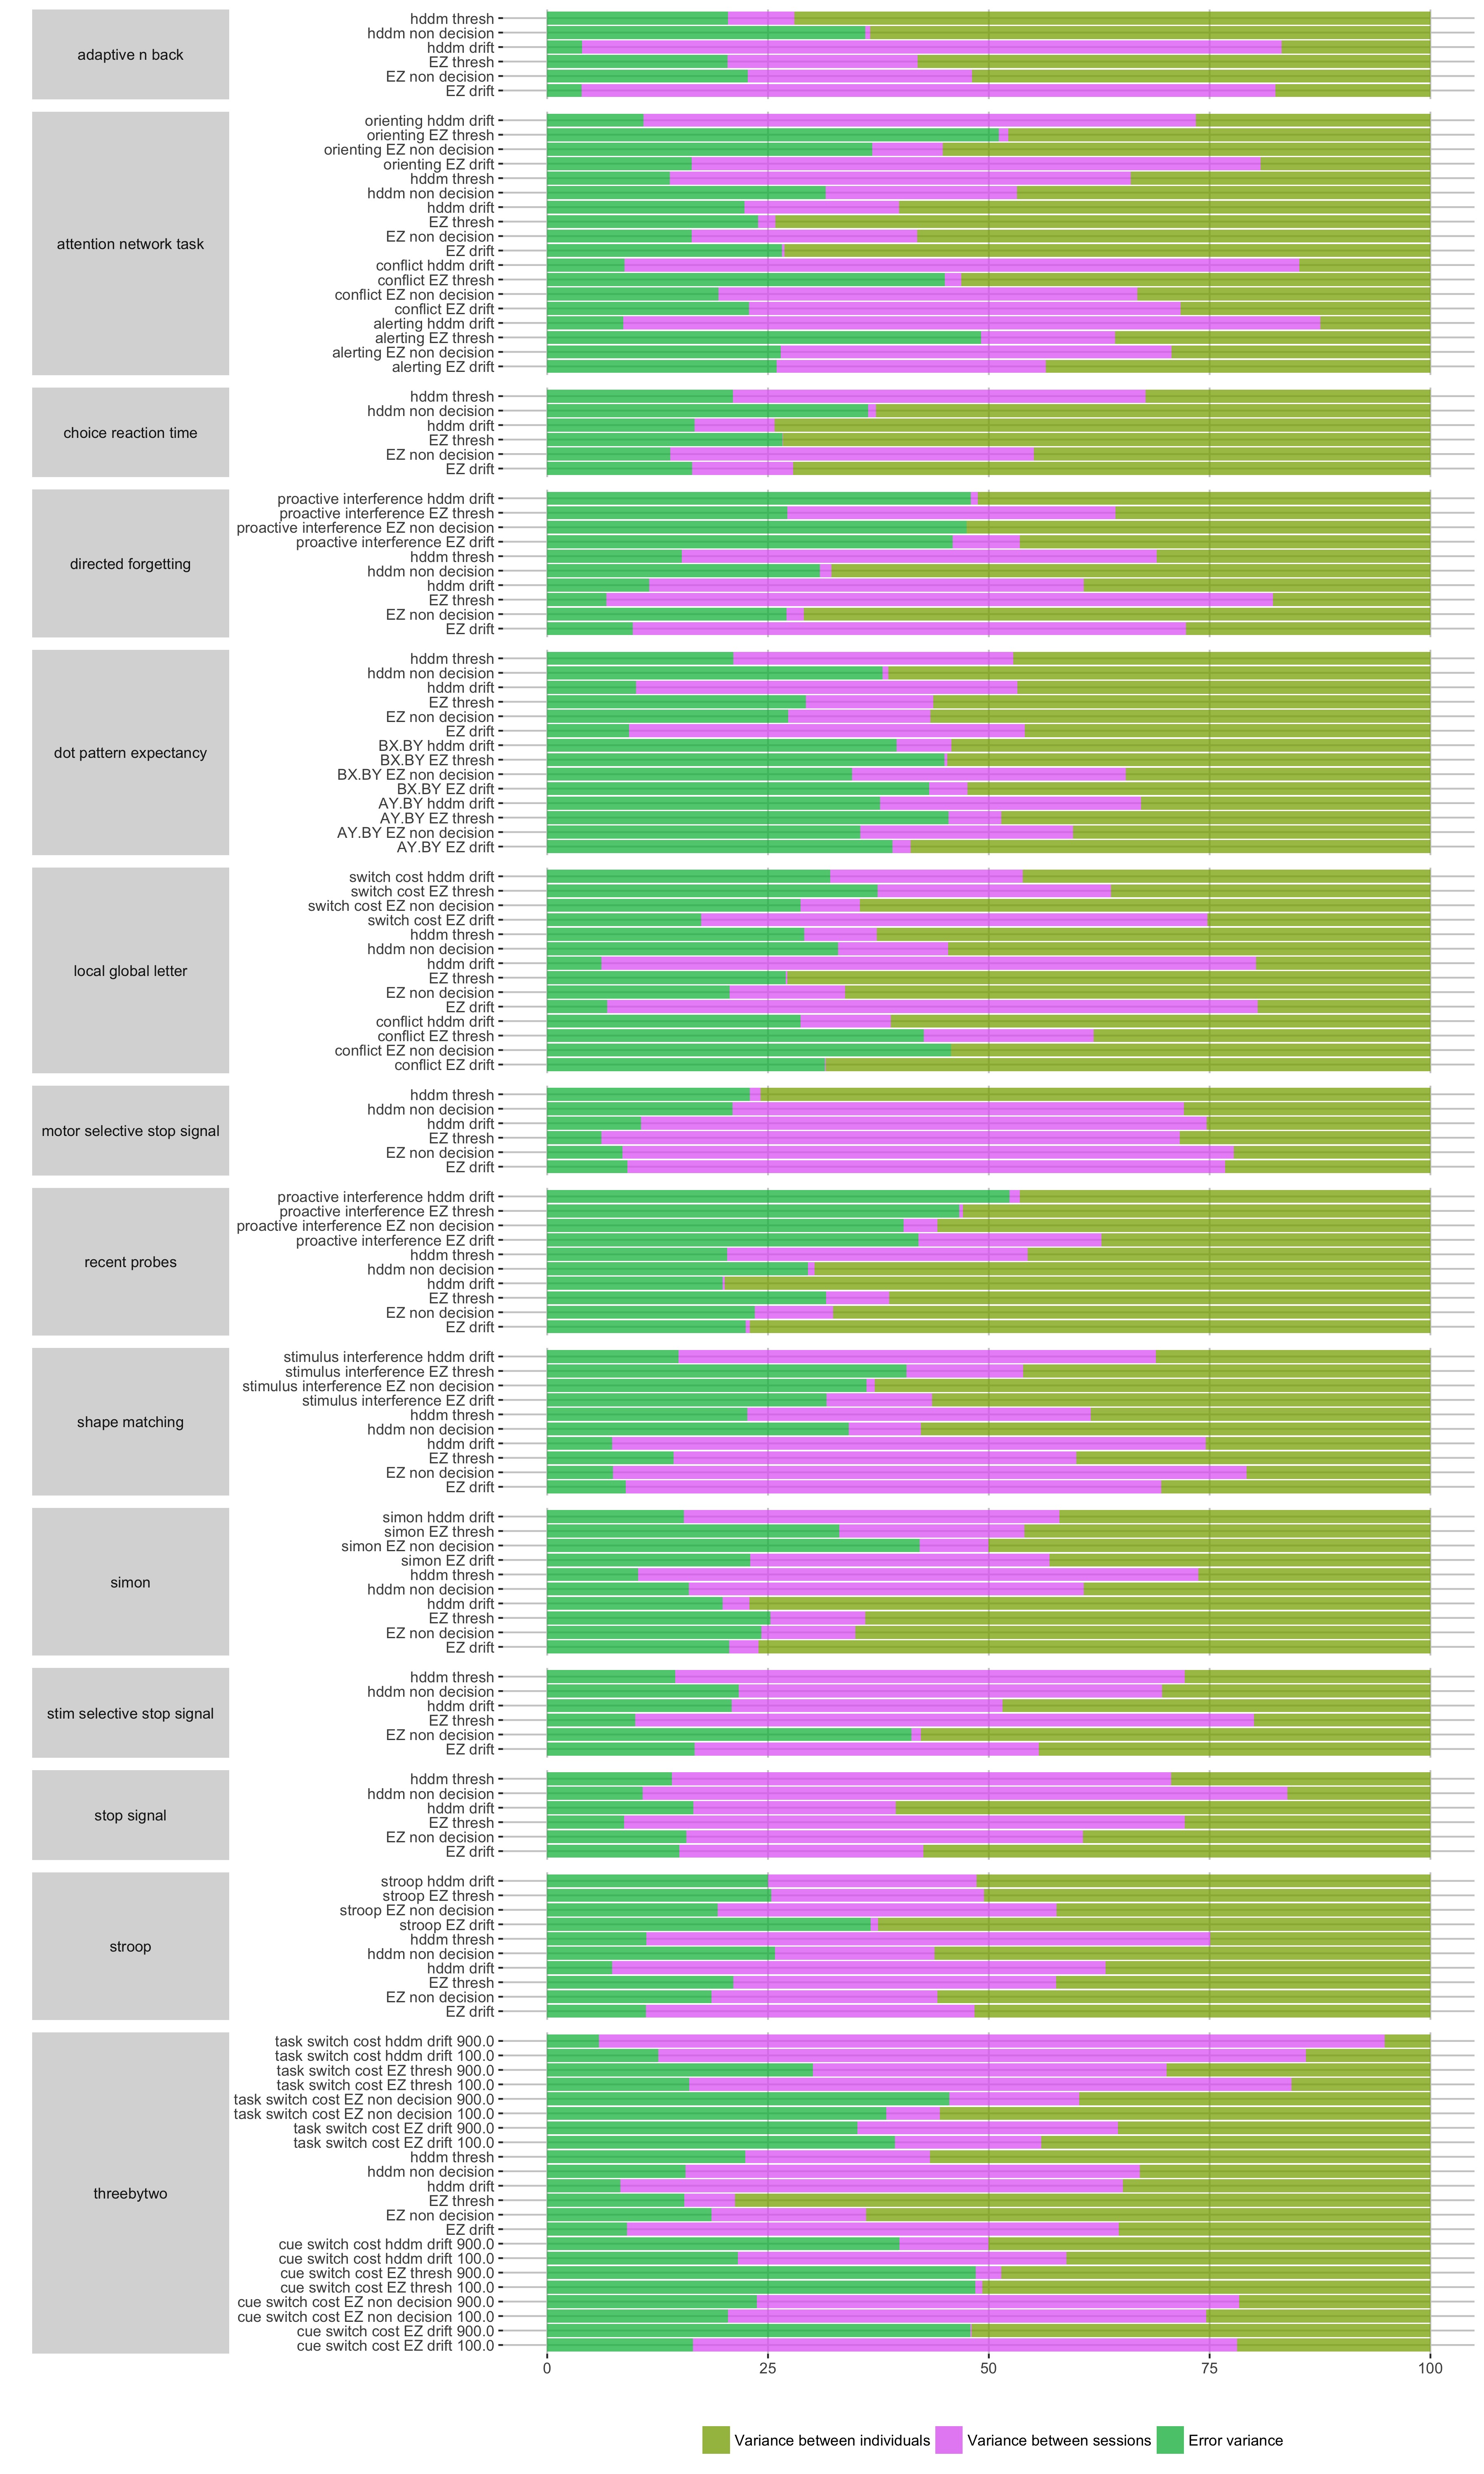 adaptive n back
hddm thresh
hddm non decision
hddm drift
EZ thresh
EZ non decision
EZ drift
attention network task
orienting hddm drift
orienting EZ thresh
orienting EZ non decision
orienting EZ drift
hddm thresh
hddm non decision
hddm drift
EZ thresh
EZ non decision
EZ drift
conflict hddm drift
conflict EZ thresh
conflict EZ non decision
conflict EZ drift
alerting hddm drift
alerting EZ thresh
alerting EZ non decision
alerting EZ drift
choice reaction time
hddm thresh
hddm non decision
hddm drift
EZ thresh
EZ non decision
EZ drift
directed forgetting
proactive interference hddm drift
proactive interference EZ thresh
proactive interference EZ non decision
proactive interference EZ drift
hddm thresh
hddm non decision
hddm drift
EZ thresh
EZ non decision
EZ drift
dot pattern expectancy
hddm thresh
hddm non decision
hddm drift
EZ thresh
EZ non decision
EZ drift
BX.BY hddm drift
BX.BY EZ thresh
BX.BY EZ non decision
BX.BY EZ drift
AY.BY hddm drift
AY.BY EZ thresh
AY.BY EZ non decision
AY.BY EZ drift
local global letter
switch cost hddm drift
switch cost EZ thresh
switch cost EZ non decision
switch cost EZ drift
hddm thresh
hddm non decision
hddm drift
EZ thresh
EZ non decision
EZ drift
conflict hddm drift
conflict EZ thresh
conflict EZ non decision
conflict EZ drift
motor selective stop signal
hddm thresh
hddm non decision
hddm drift
EZ thresh
EZ non decision
EZ drift
recent probes
proactive interference hddm drift
proactive interference EZ thresh
proactive interference EZ non decision
proactive interference EZ drift
hddm thresh
hddm non decision
hddm drift
EZ thresh
EZ non decision
EZ drift
shape matching
stimulus interference hddm drift
stimulus interference EZ thresh
stimulus interference EZ non decision
stimulus interference EZ drift
hddm thresh
hddm non decision
hddm drift
EZ thresh
EZ non decision
EZ drift
simon
simon hddm drift
simon EZ thresh
simon EZ non decision
simon EZ drift
hddm thresh
hddm non decision
hddm drift
EZ thresh
EZ non decision
EZ drift
stim selective stop signal
hddm thresh
hddm non decision
hddm drift
EZ thresh
EZ non decision
EZ drift
stop signal
hddm thresh
hddm non decision
hddm drift
EZ thresh
EZ non decision
EZ drift
stroop
stroop hddm drift
stroop EZ thresh
stroop EZ non decision
stroop EZ drift
hddm thresh
hddm non decision
hddm drift
EZ thresh
EZ non decision
EZ drift
threebytwo
task switch cost hddm drift 900.0
task switch cost hddm drift 100.0
task switch cost EZ thresh 900.0
task switch cost EZ thresh 100.0
task switch cost EZ non decision 900.0
task switch cost EZ non decision 100.0
task switch cost EZ drift 900.0
task switch cost EZ drift 100.0
hddm thresh
hddm non decision
hddm drift
EZ thresh
EZ non decision
EZ drift
cue switch cost hddm drift 900.0
cue switch cost hddm drift 100.0
cue switch cost EZ thresh 900.0
cue switch cost EZ thresh 100.0
cue switch cost EZ non decision 900.0
cue switch cost EZ non decision 100.0
cue switch cost EZ drift 900.0
cue switch cost EZ drift 100.0
0 25 50 75 100
Variance between individuals Variance between sessions Error variance